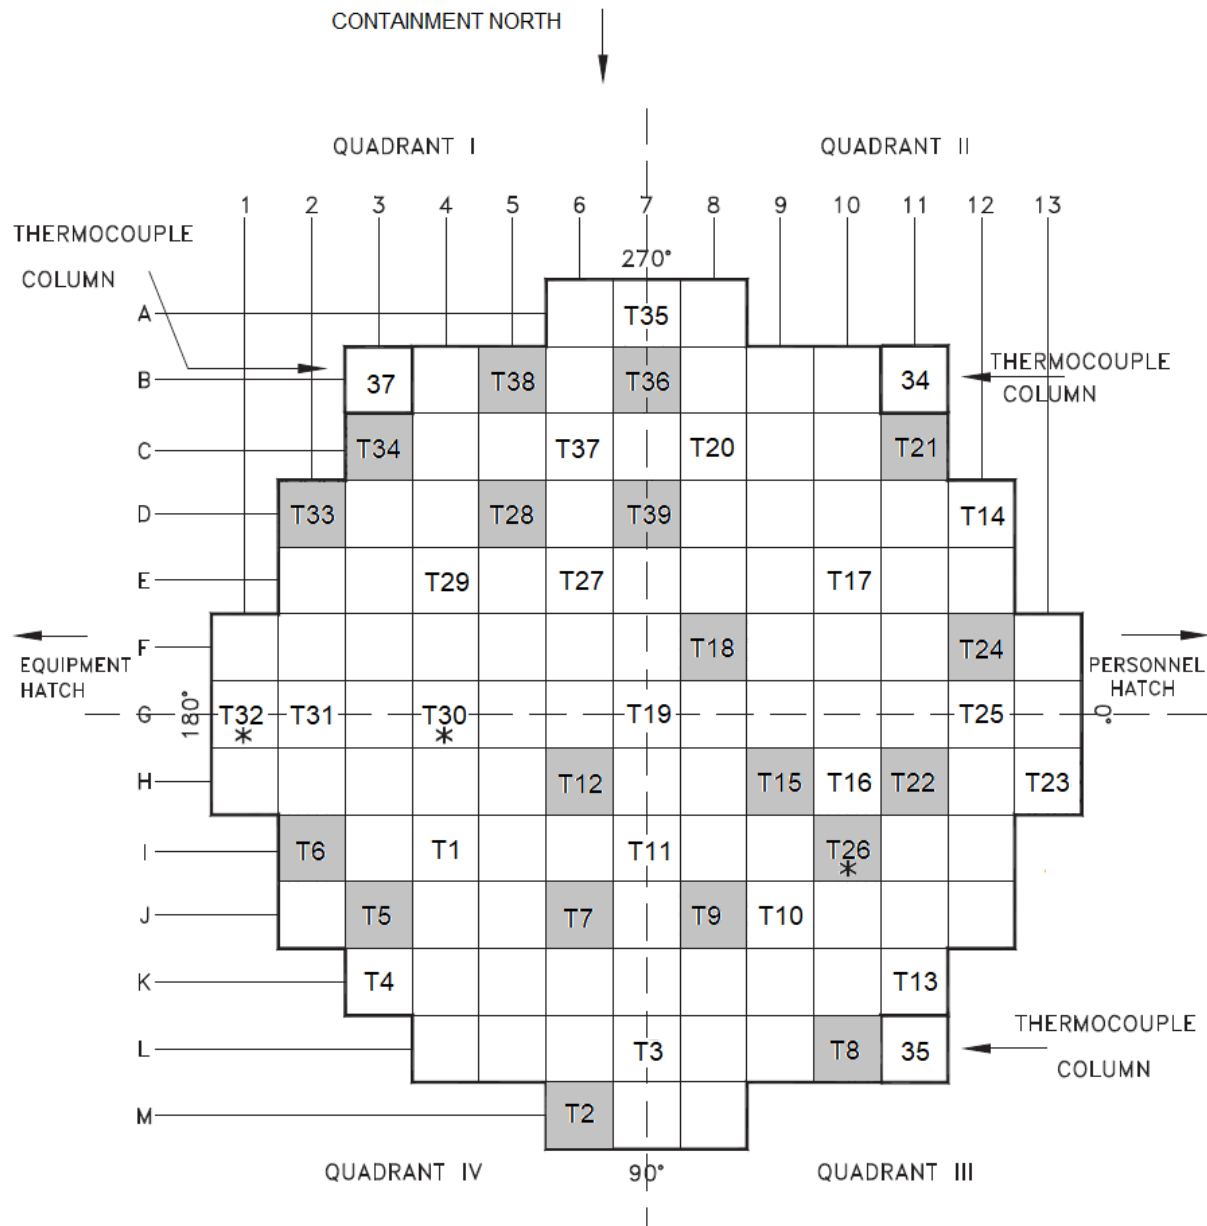 CONTAINMENT NORTH
QUADRANT I QUADRANT II
1 2 3 4 5 6 7 8 9 10 11 12 13
THERMOCOUPLE
COLUMN
270°
A T35
B 37 T38 T36 34
THERMOCOUPLE
COLUMN
C T34 T37 T20 T21
D T33 T28 T39 T14
E T29 T27 T17
F T18 T24
EQUIPMENT
HATCH
PERSONNEL
HATCH
180°
G T32 T31 T30 T19 T25
* *
0°
H T12 T15 T16 T22 T23
I T6 T1 T11 T26
*
J T5 T7 T9 T10
K T4 T13
L T3 T8 35
THERMOCOUPLE
COLUMN
M T2
QUADRANT IV 90° QUADRANT III